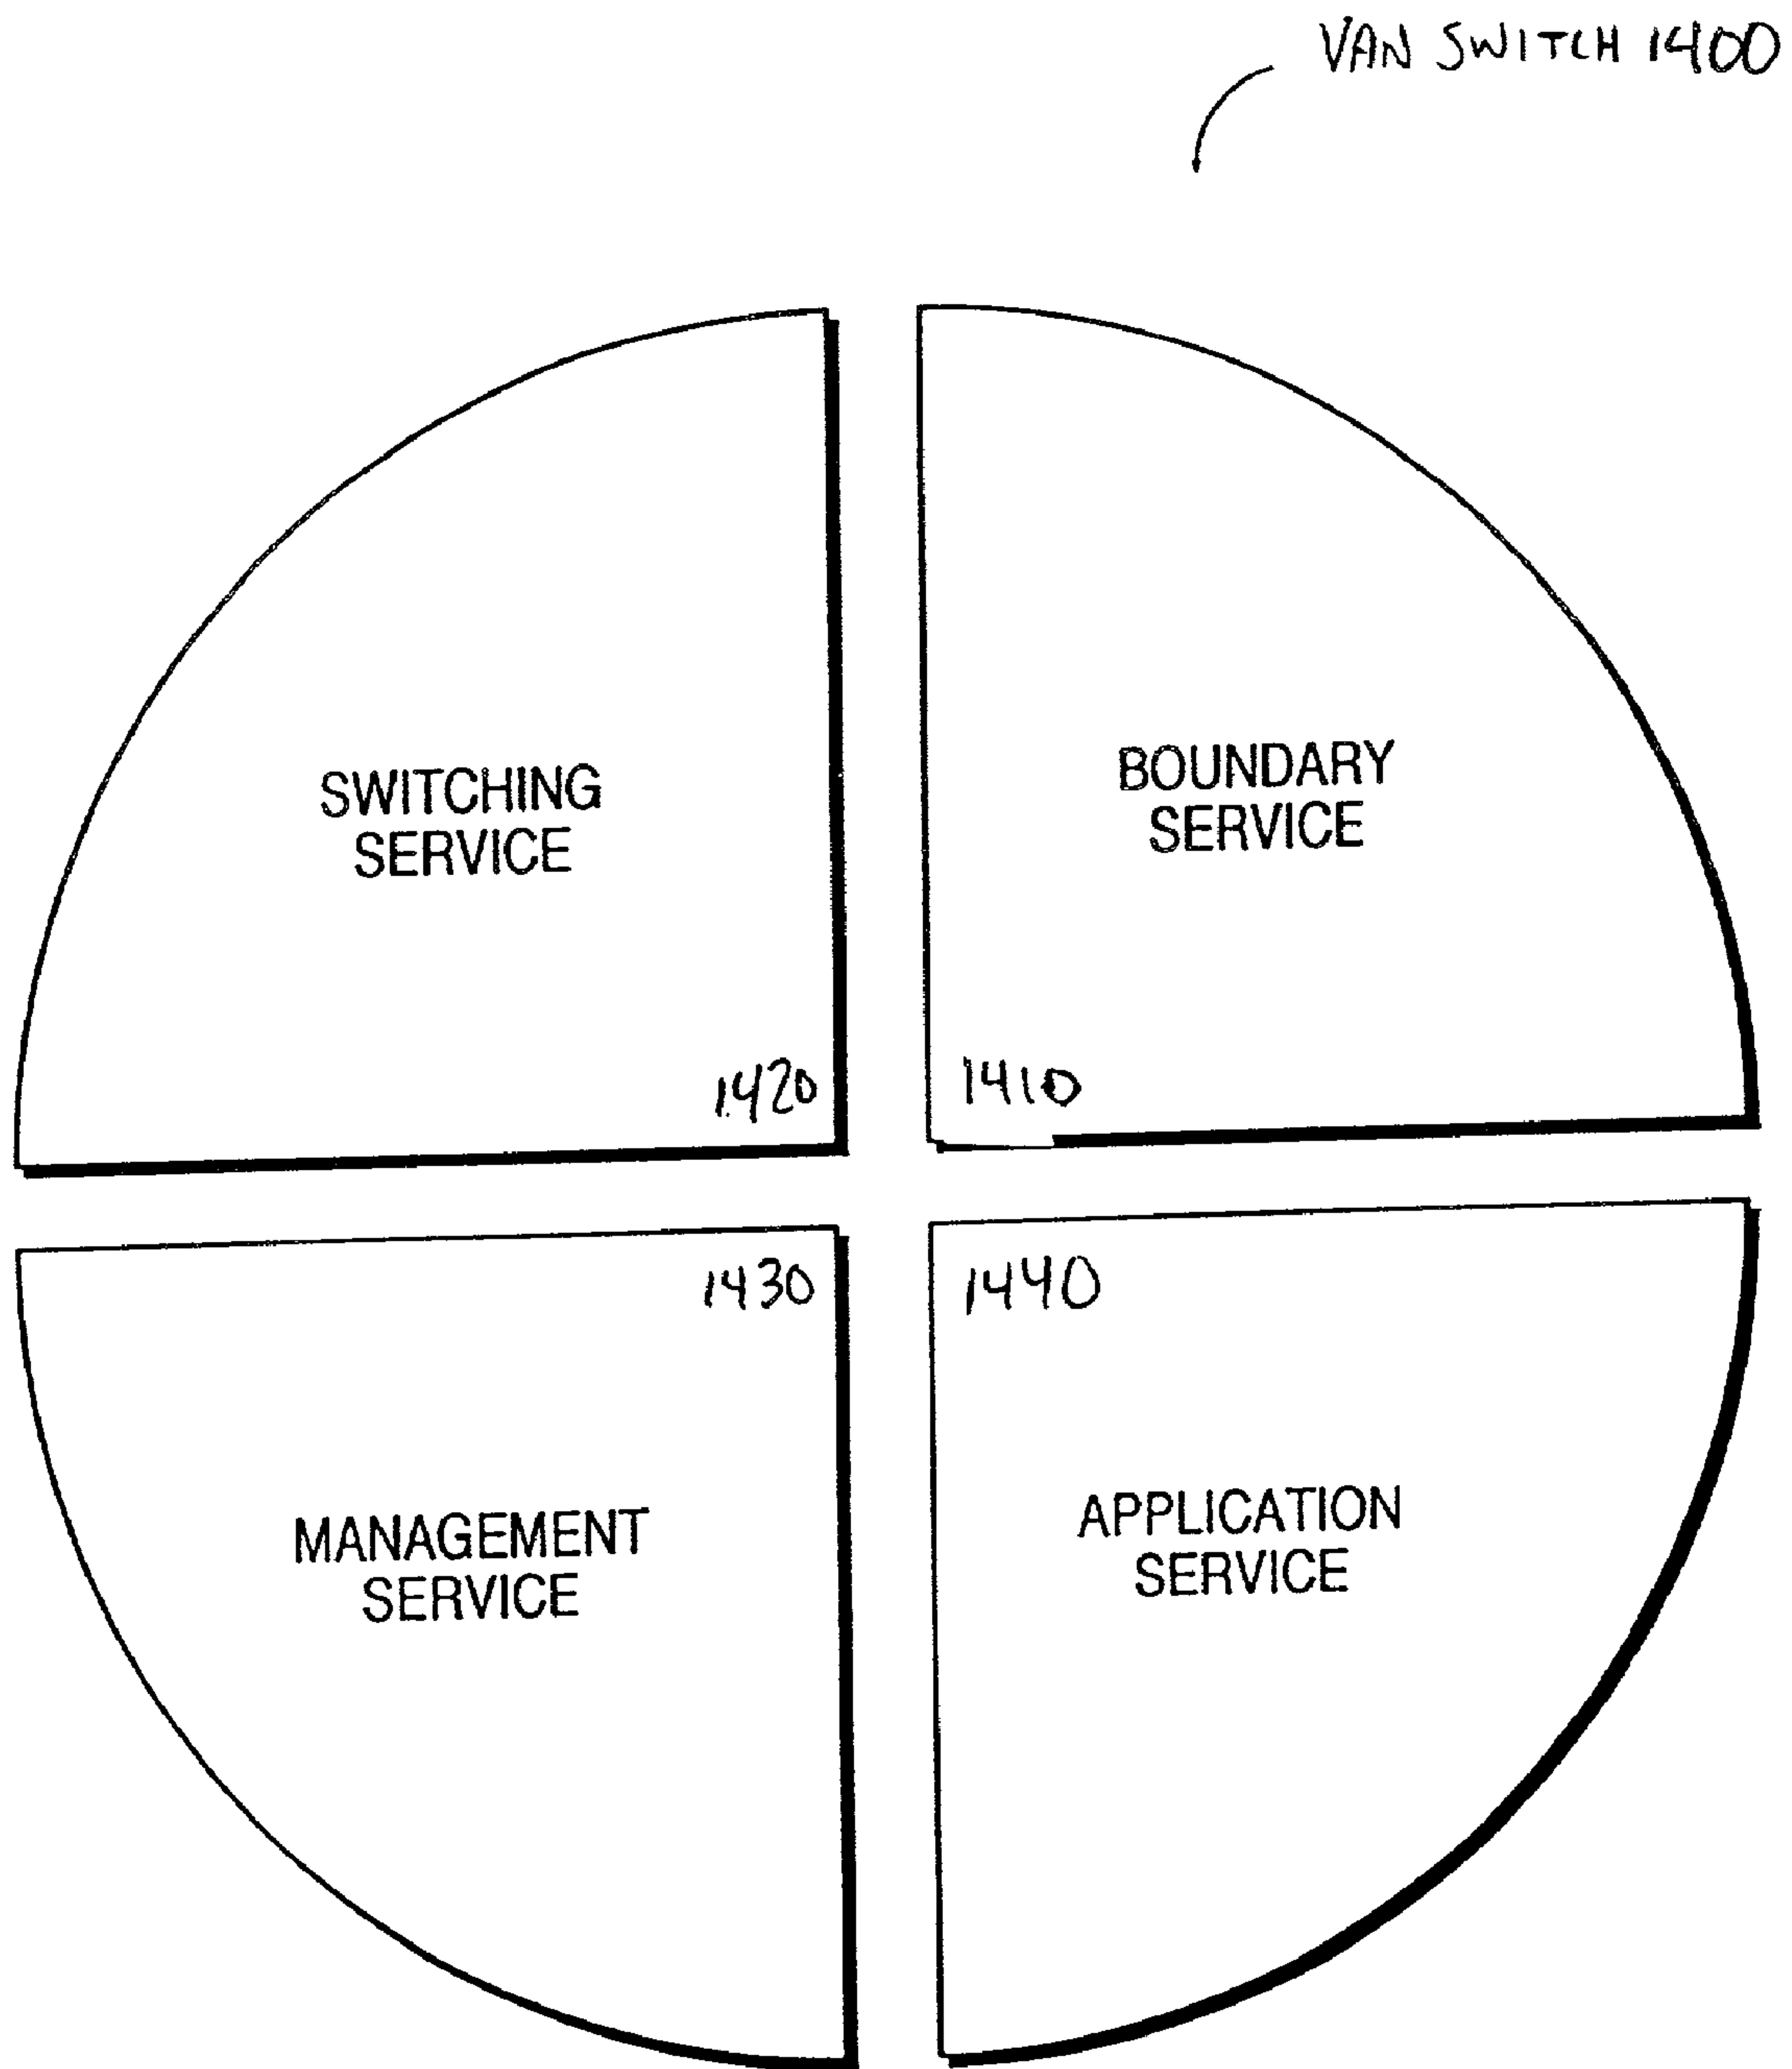 VAN SWITCH 1400
SWITCHING
SERVICE
1420
BOUNDARY
SERVICE
1410
1430
MANAGEMENT
SERVICE
1440
APPLICATION
SERVICE